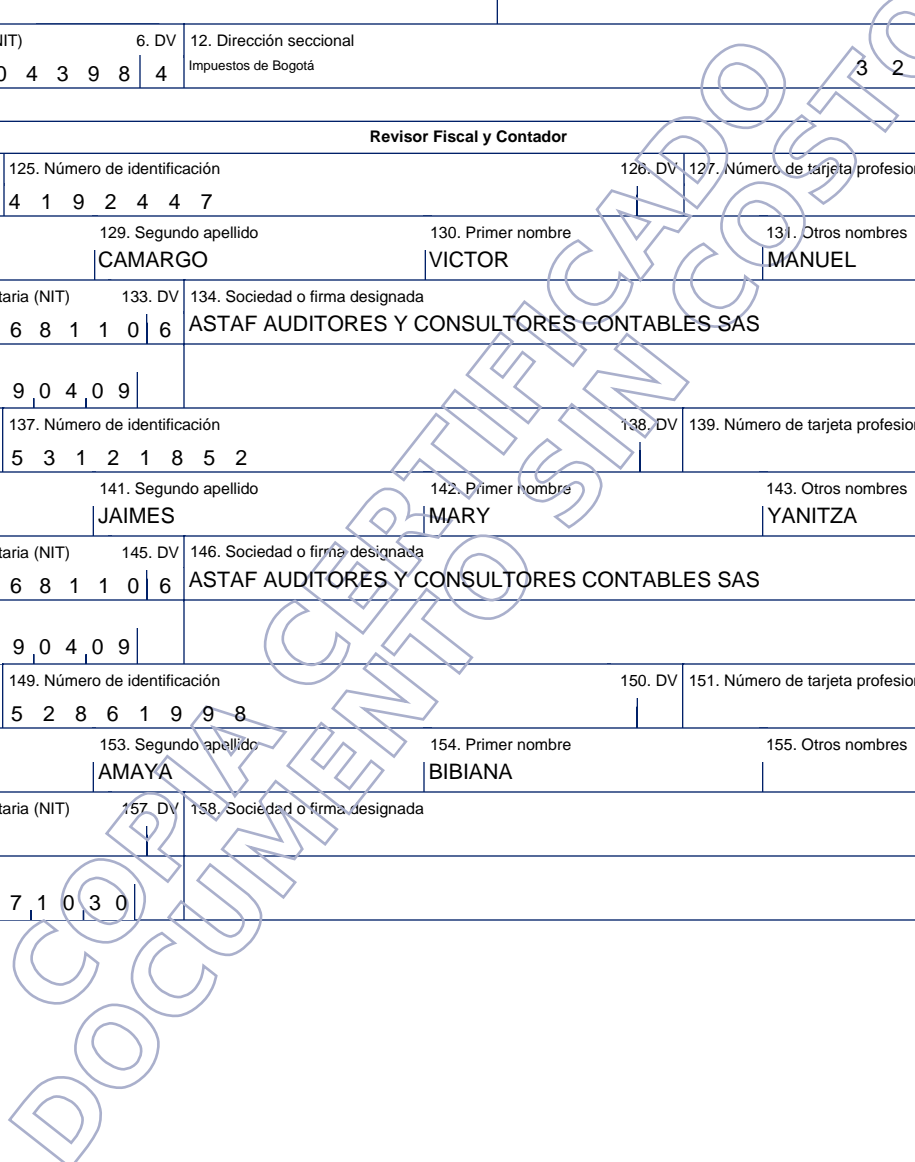 (NIT) 6. DV 12. Dirección seccional
0 4 3 9 8 4 Impuestos de Bogotá 3 2
Revisor Fiscal y Contador
125. Número de identificación 126. DV 127. Número de tarjeta profesion
4 1 9 2 4 4 7
129. Segundo apellido 130. Primer nombre 131. Otros nombres
CAMARGO VICTOR MANUEL
taria (NIT) 133. DV 134. Sociedad o firma designada
6 8 1 1 0 6 ASTAF AUDITORES Y CONSULTORES CONTABLES SAS
9 0 4 0 9
137. Número de identificación 138. DV 139. Número de tarjeta profesion
5 3 1 2 1 8 5 2
141. Segundo apellido 142. Primer nombre 143. Otros nombres
JAIMES MARY YANITZA
taria (NIT) 145. DV 146. Sociedad o firma designada
6 8 1 1 0 6 ASTAF AUDITORES Y CONSULTORES CONTABLES SAS
9 0 4 0 9
149. Número de identificación 150. DV 151. Número de tarjeta profesion
5 2 8 6 1 9 9 8
153. Segundo apellido 154. Primer nombre 155. Otros nombres
AMAYA BIBIANA
taria (NIT) 157. DV 158. Sociedad o firma designada
7 1 0 3 0
COPIA CERTIFICADO
DOCUMENTO SIN COSTO